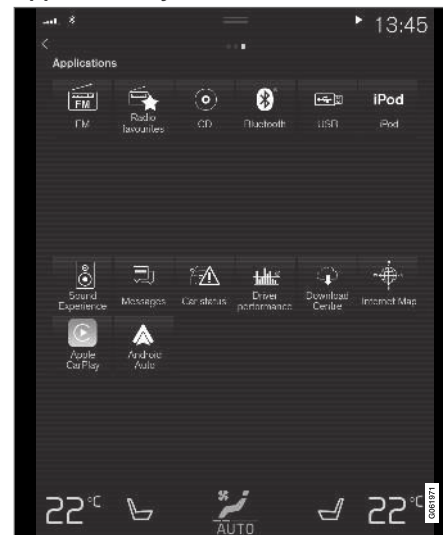 13:45
Applications
FM
FM
Radio
favourites
CD
Bluetooth
USB
iPod
iPod
Sound
Experience
Messages
Car status
Driver
performance
Download
Centre
Internet Map
Apple
CarPlay
Android
Auto
22°C
AUTO
22°C
G061971